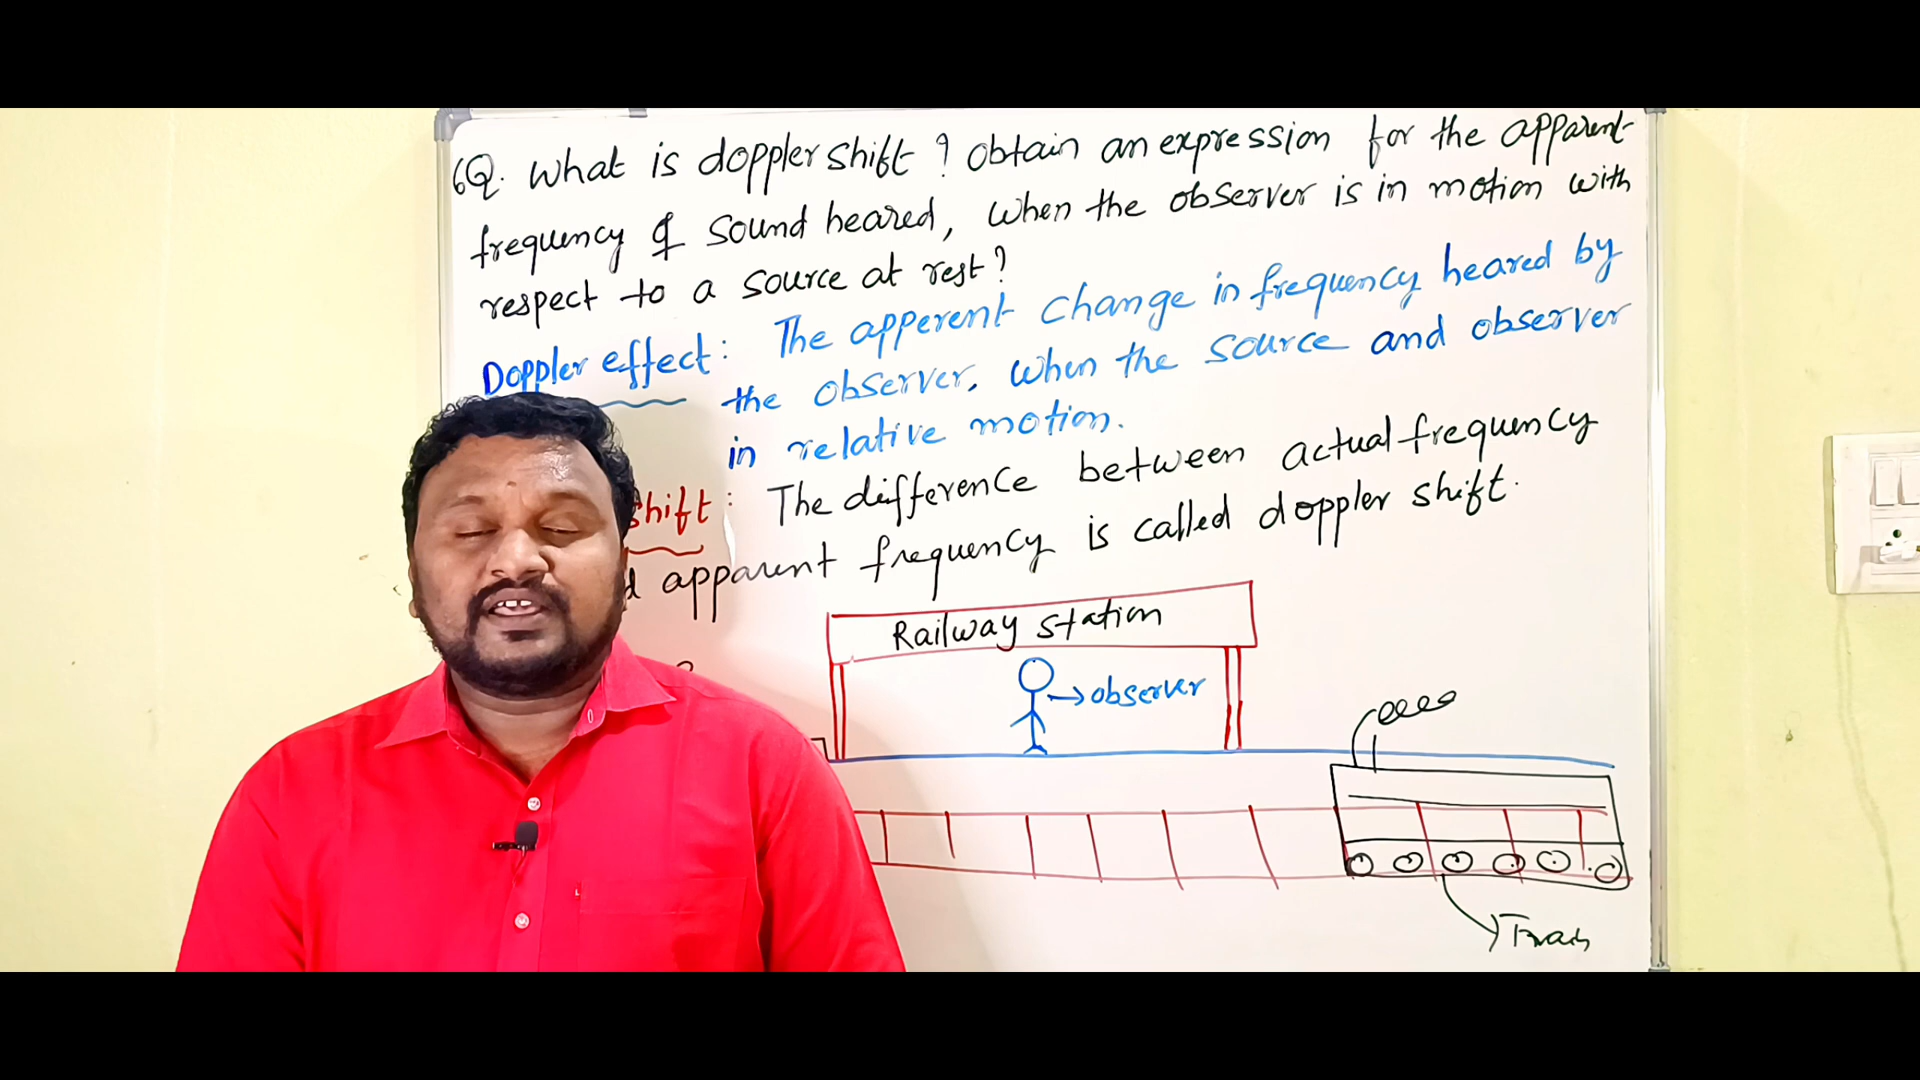 6Q. What is doppler shift ? Obtain an expression for the apparent
frequency of sound heared, When the observer is in motion with
respect to a source at rest ?
Doppler effect : The apperent change in frequency heared by
the observer, When the source and observer
in relative motion.
shift : The difference between actual frequency
apparent frequency is called doppler shift.
Railway station
observer
Train